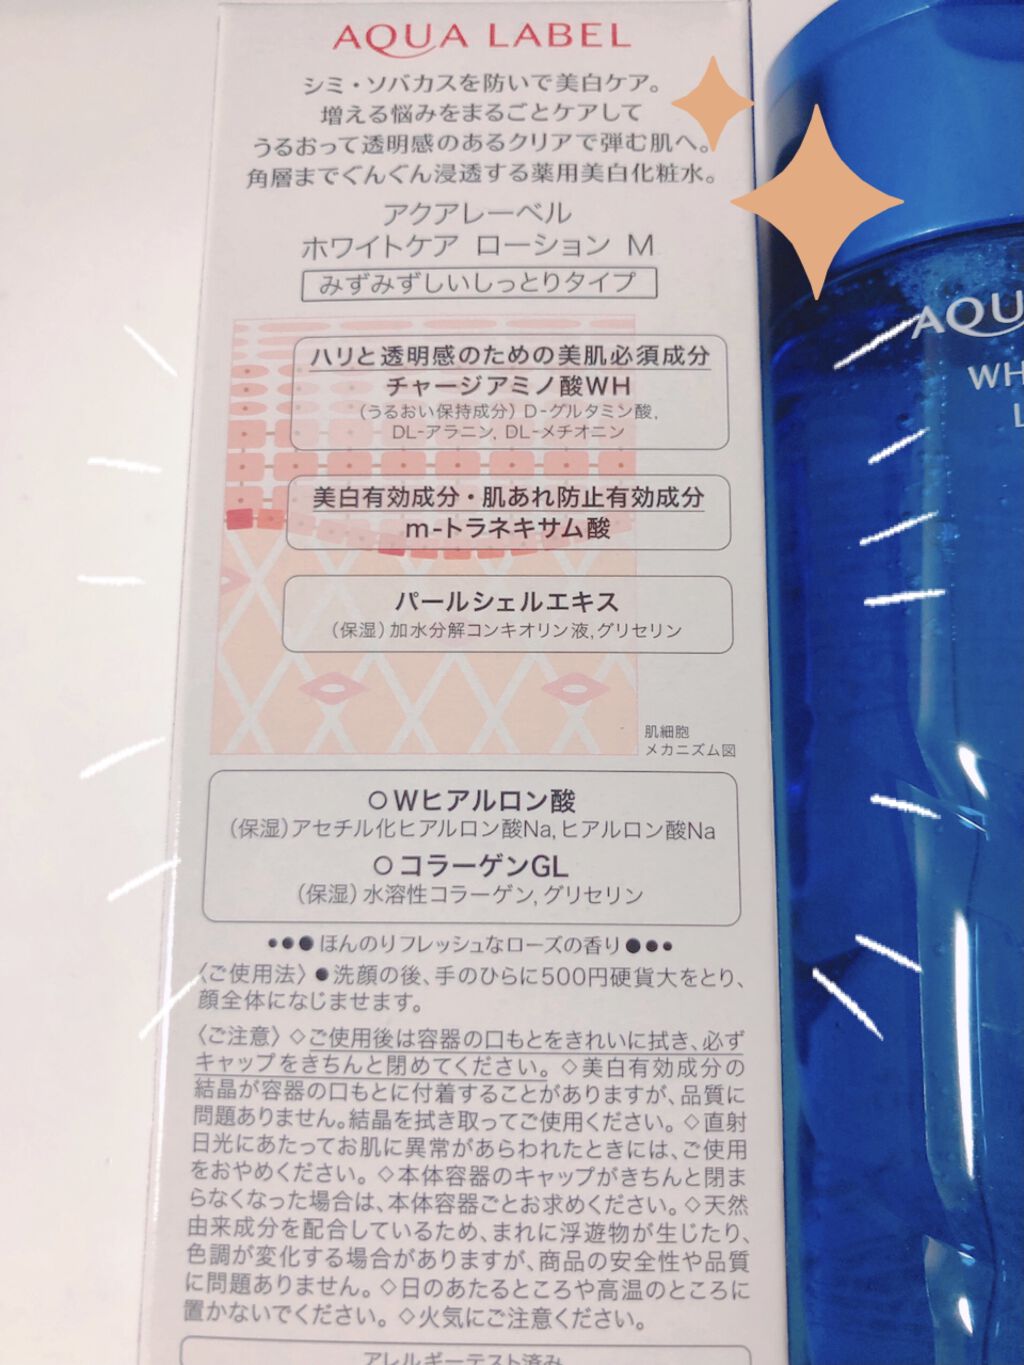 AQUA LABEL
シミ・ソバカスを防いで美白ケア。
増える悩みをまるごとケアして
うるおって透明感のあるクリアで弾む肌へ。
角層までぐんぐん浸透する薬用美白化粧水。
アクアレーベル
ホワイトケア ローション M
みずみずしいしっとりタイプ
ハリと透明感のための美肌必須成分
チャージアミノ酸WH
（うるおい保持成分）D-グルタミン酸,
DL-アラニン, DL-メチオニン
美白有効成分・肌あれ防止有効成分
m-トラネキサム酸
パールシェルエキス
（保湿）加水分解コンキオリン液,グリセリン
肌細胞
メカニズム図
○Wヒアルロン酸
（保湿）アセチル化ヒアルロン酸Na,ヒアルロン酸Na
○コラーゲンGL
（保湿）水溶性コラーゲン,グリセリン
●●●ほんのりフレッシュなローズの香り●●●
〈ご使用法〉●洗顔の後、手のひらに500円硬貨大をとり、
顔全体になじませます。
〈ご注意〉◇ご使用後は容器の口もとをきれいに拭き、必ず
キャップをきちんと閉めてください。◇美白有効成分の
結晶が容器の口もとに付着することがありますが、品質に
問題ありません。結晶を拭き取ってご使用ください。◇直射
日光にあたってお肌に異常があらわれたときには、ご使用
をおやめください。◇本体容器のキャップがきちんと閉ま
らなくなった場合は、本体容器ごとお求めください。◇天然
由来成分を配合しているため、まれに浮遊物が生じたり、
色調が変化する場合がありますが、商品の安全性や品質
に問題ありません。◇日のあたるところや高温のところに
置かないでください。◇火気にご注意ください。
アレルギーテスト済み
AQU
WH
L